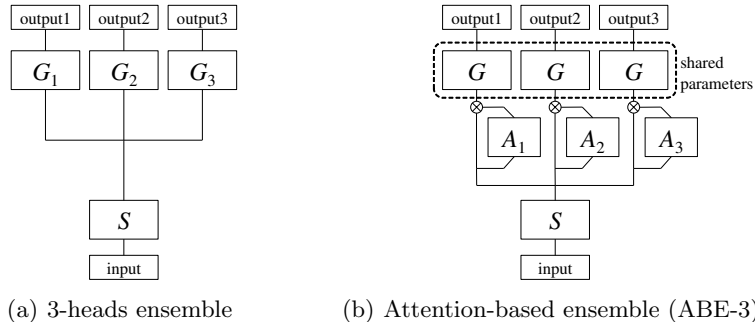 output1 output2 output3
G1 G2 G3
S
input
(a) 3-heads ensemble
output1 output2 output3
G G G
shared
parameters
A1 A2 A3
S
input
(b) Attention-based ensemble (ABE-3)